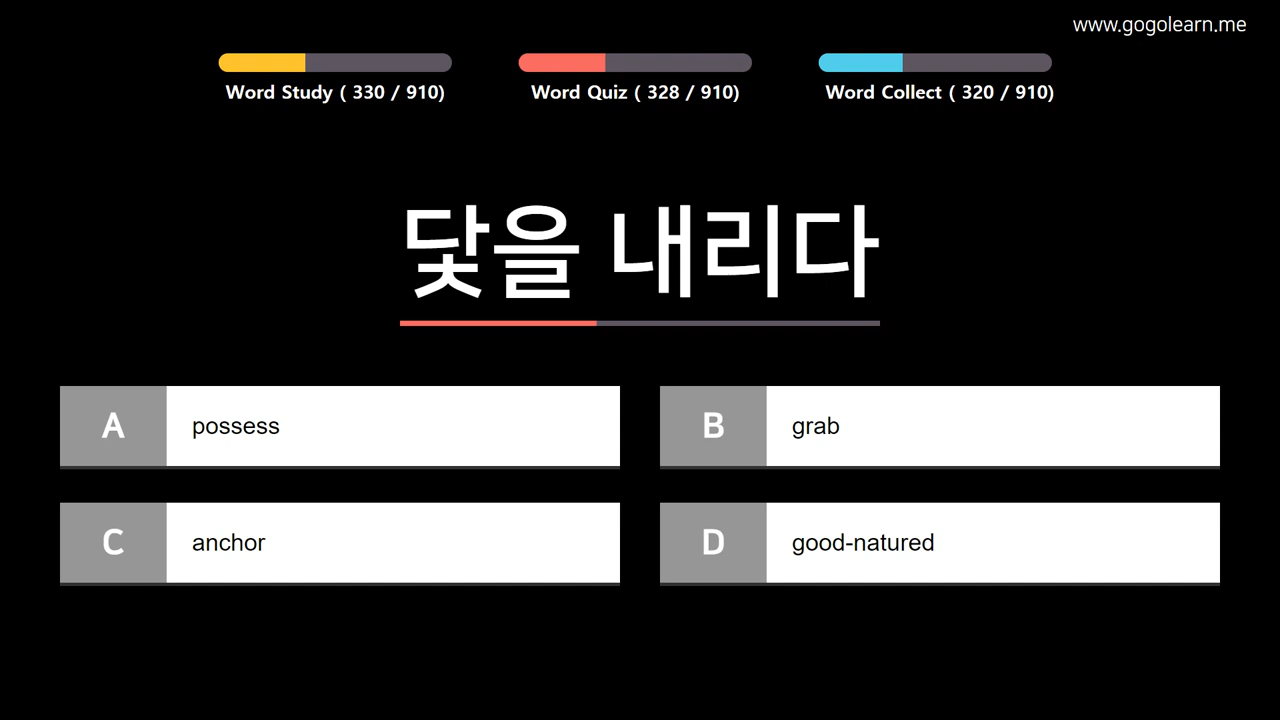 www.gogolearn.me
Word Study ( 330 / 910)
Word Quiz ( 328 / 910)
Word Collect ( 320 / 910)
닻을 내리다
A possess
B grab
C anchor
D good-natured